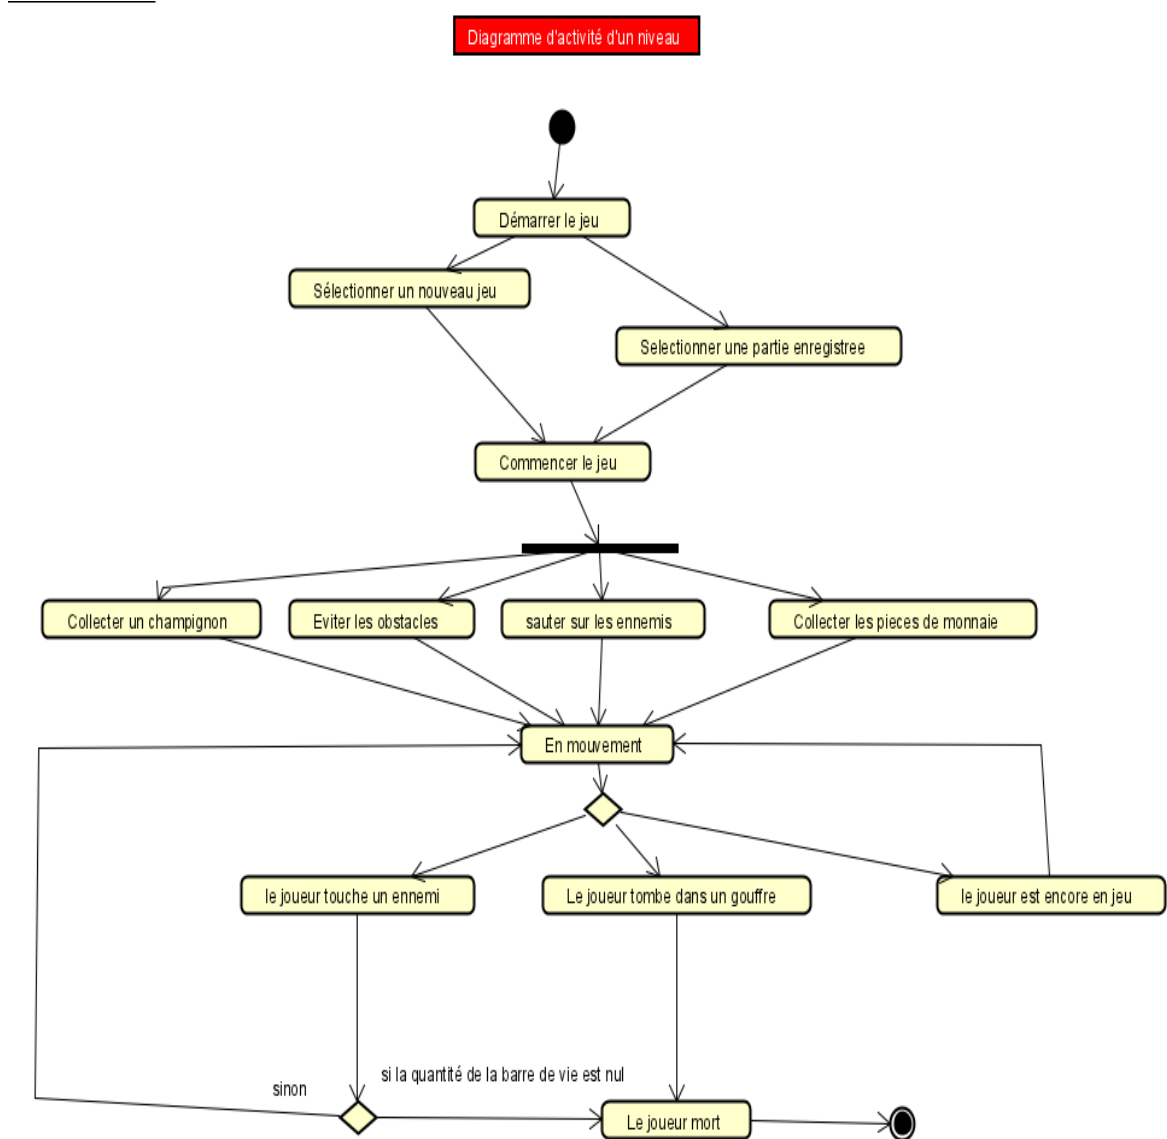 Diagramme d'activité d'un niveau
Démarrer le jeu
Sélectionner un nouveau jeu
Selectionner une partie enregistree
Commencer le jeu
Collecter un champignon
Eviter les obstacles
sauter sur les ennemis
Collecter les pieces de monnaie
En mouvement
le joueur touche un ennemi
Le joueur tombe dans un gouffre
le joueur est encore en jeu
sinon
si la quantité de la barre de vie est nul
Le joueur mort